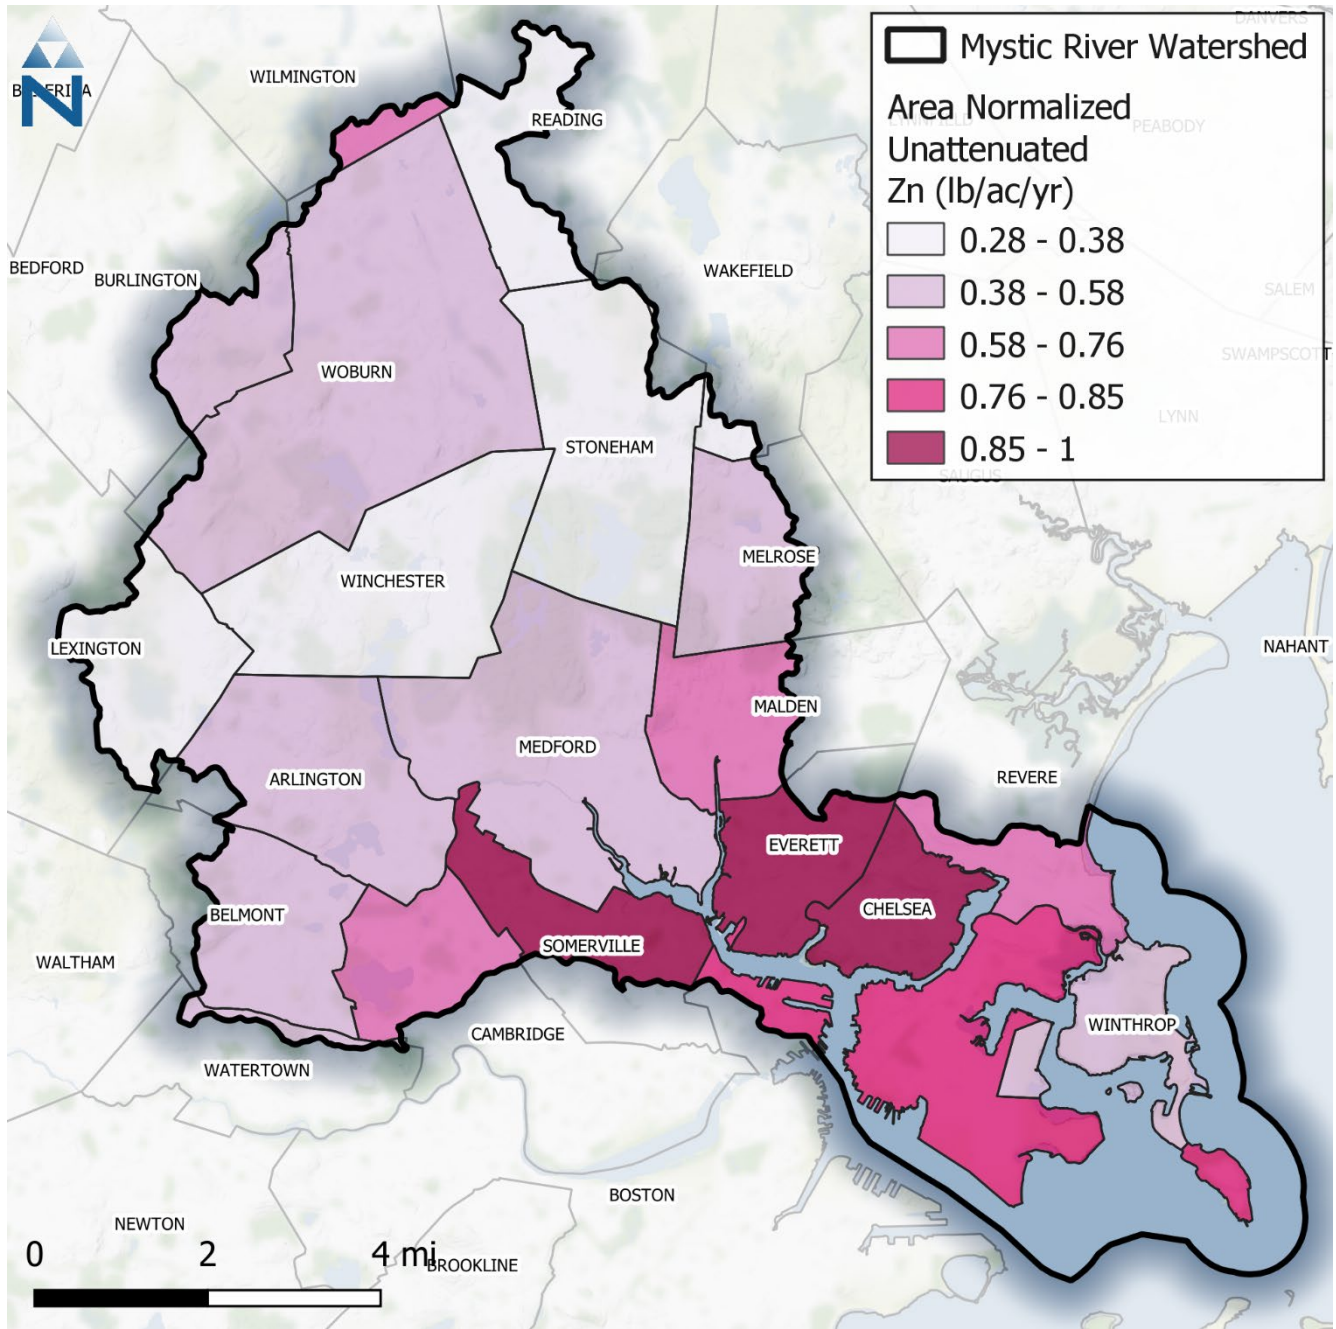 DANVERS
Mystic River Watershed
WILMINGTON
N
READING
Area Normalized
PEABODY
Unattenuated
Zn (lb/ac/yr)
0.28 - 0.38
BEDFORD
BURLINGTON
WAKEFIELD
0.38 - 0.58
SALEM
0.58 - 0.76
SWAMPSCOTT
WOBURN
0.76 - 0.85
LYNN
STONEHAM
0.85 - 1
SAUGUS
MELROSE
WINCHESTER
LEXINGTON
NAHANT
MALDEN
MEDFORD
ARLINGTON
REVERE
EVERETT
BELMONT
CHELSEA
SOMERVILLE
WALTHAM
WINTHROP
CAMBRIDGE
WATERTOWN
BOSTON
NEWTON
0 2 4 mi
BROOKLINE